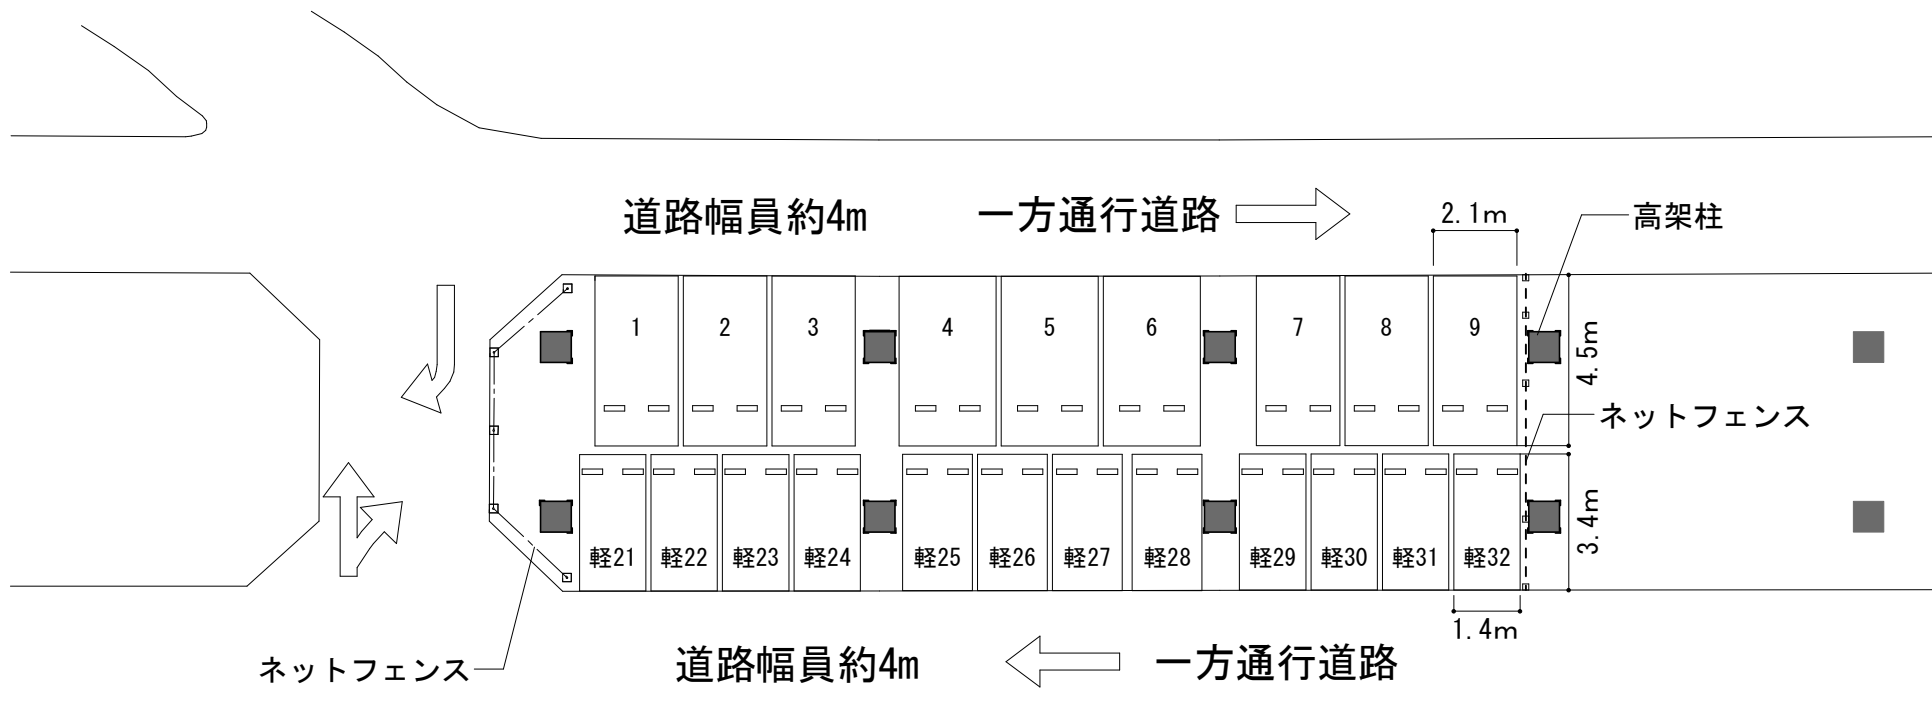 道路幅員約4m 一方通行道路
2.1m
高架柱
1 2 3 4 5 6 7 8 9
4.5m
ネットフェンス
軽21 軽22 軽23 軽24 軽25 軽26 軽27 軽28 軽29 軽30 軽31 軽32
3.4m
1.4m
ネットフェンス
道路幅員約4m 一方通行道路